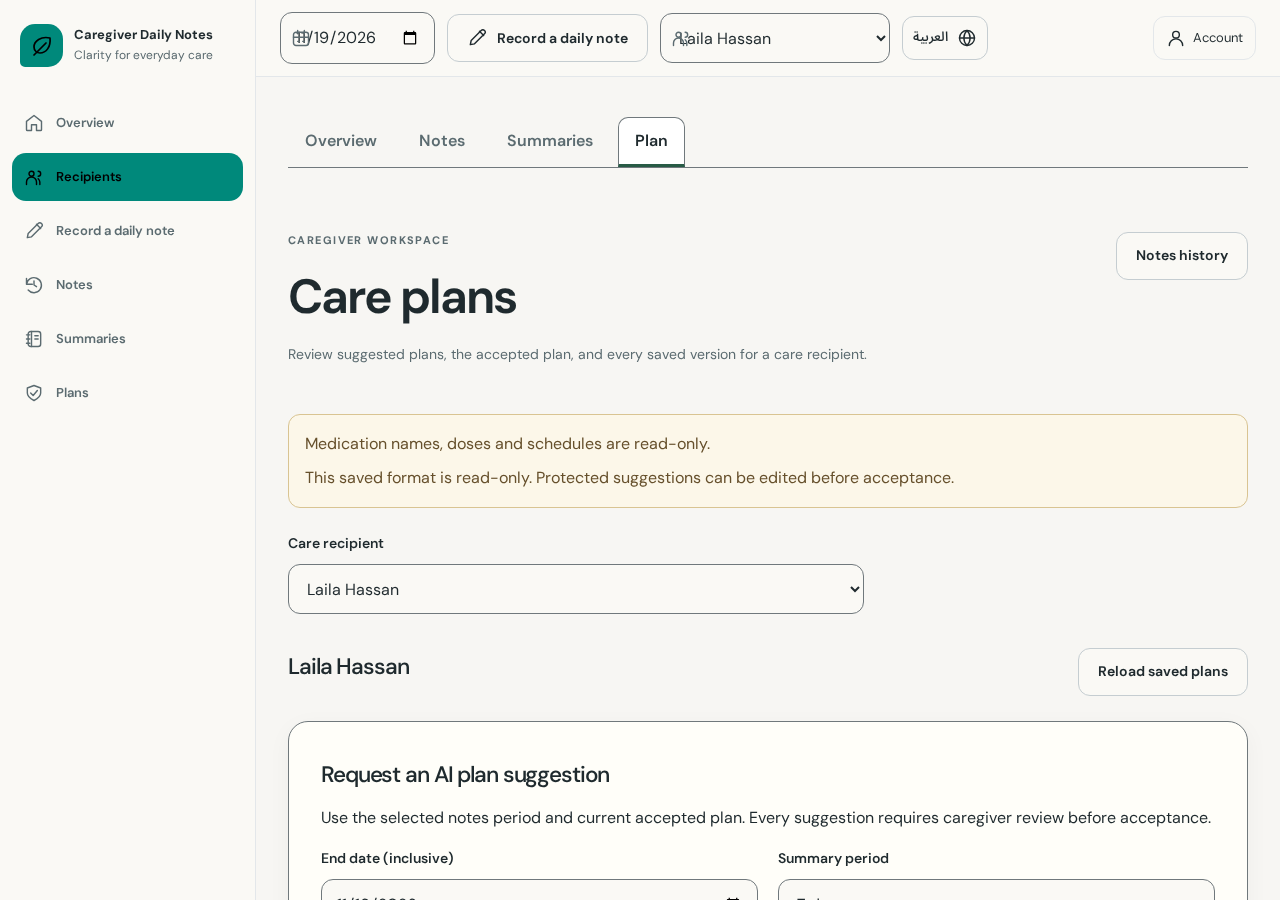 Caregiver Daily Notes
Clarity for everyday care
Overview
Recipients
Record a daily note
Notes
Summaries
Plans
/19/2026
Record a daily note
Laila Hassan
العربية
Account
Overview
Notes
Summaries
Plan
CAREGIVER WORKSPACE
Notes history
Care plans
Review suggested plans, the accepted plan, and every saved version for a care recipient.
Medication names, doses and schedules are read-only.
This saved format is read-only. Protected suggestions can be edited before acceptance.
Care recipient
Laila Hassan
Laila Hassan
Reload saved plans
Request an AI plan suggestion
Use the selected notes period and current accepted plan. Every suggestion requires caregiver review before acceptance.
End date (inclusive)
Summary period